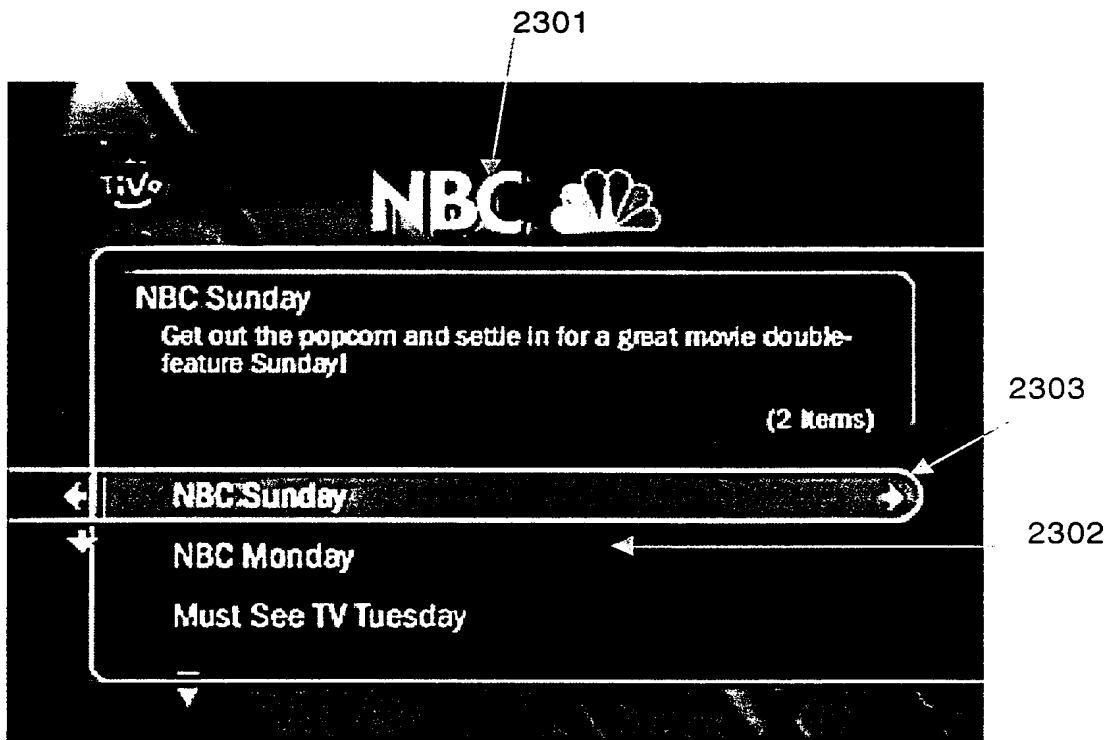 2301
TiVo
NBC
NBC Sunday
Get out the popcorn and settle in for a great movie double-
feature Sunday!
(2 Items)
2303
NBC Sunday
2302
NBC Monday
Must See TV Tuesday